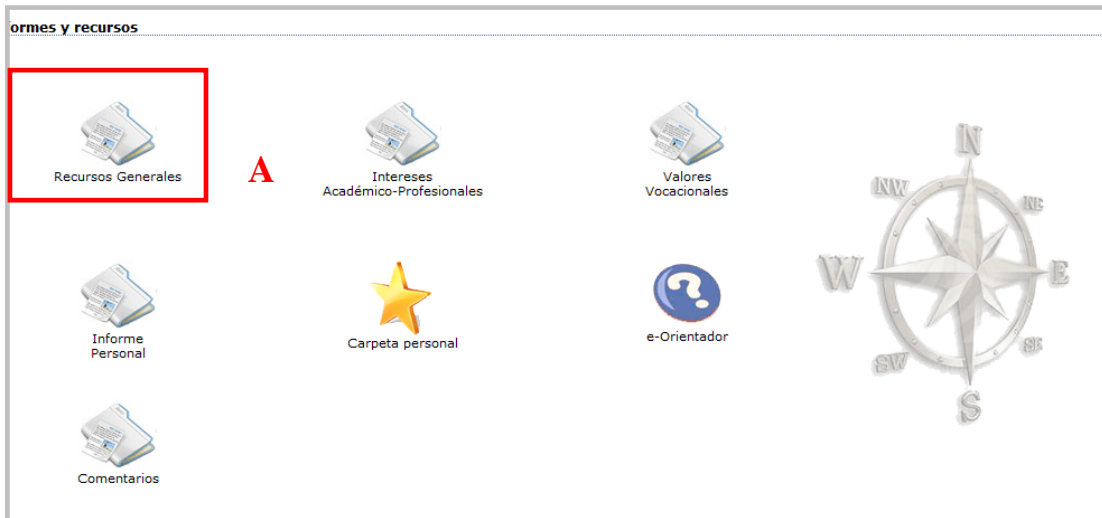 ormes y recursos
Recursos Generales
A
Intereses
Académico-Profesionales
Valores
Vocacionales
Informe
Personal
Carpeta personal
e-Orientador
Comentarios
N
NW
NE
W
E
SW
SE
S